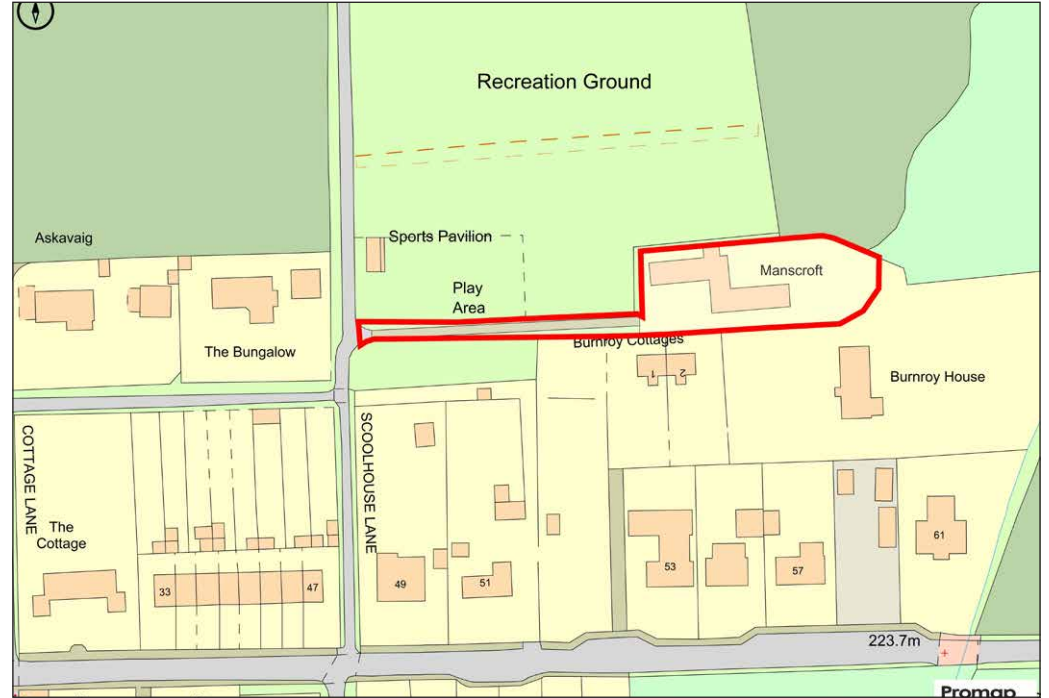 Recreation Ground
Askavaig
Sports Pavilion
Play
Area
Manscroft
The Bungalow
Burnroy Cottages
1
2
Burnroy House
COTTAGE LANE
SCOOLHOUSE LANE
The
Cottage
33
47
49
51
53
57
61
223.7m
Promap